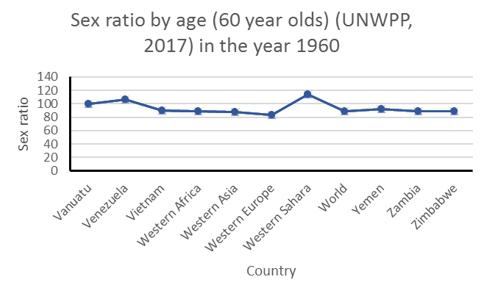 Sex ratio by age (60 year olds) (UNWPP,
2017) in the year 1960
140
120
100
80
60
40
20
0
Sex ratio
Vanuatu
Venezuela
Vietnam
Western Africa
Western Asia
Western Europe
Western Sahara
World
Yemen
Zambia
Zimbabwe
Country